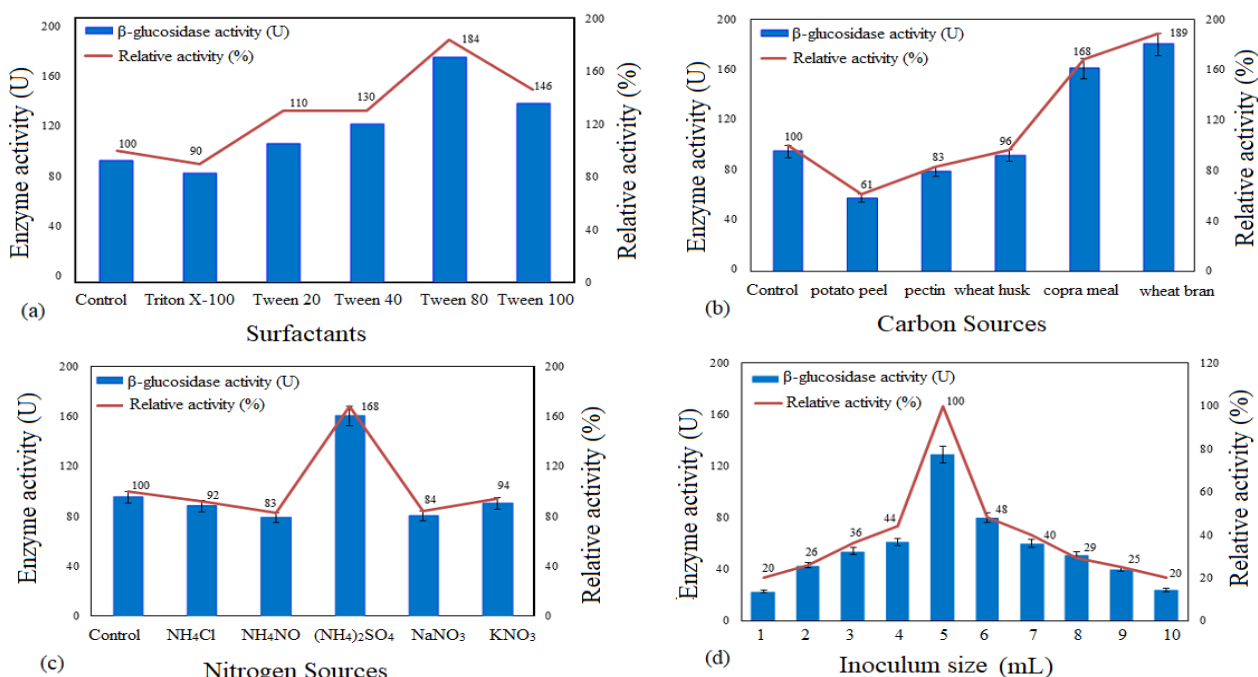 200
160
120
80
40
0
Enzyme activity (U)
β-glucosidase activity (U)
Relative activity (%)
100
90
110
130
184
146
200
160
120
80
40
0
Relative activity (%)
Control Triton X-100 Tween 20 Tween 40 Tween 80 Tween 100
(a)
Surfactants
200
160
120
80
40
0
Enzyme activity (U)
β-glucosidase activity (U)
Relative activity (%)
100
61
83
96
168
189
200
160
120
80
40
0
Relative activity (%)
Control potato peel pectin wheat husk copra meal wheat bran
(b)
Carbon Sources
200
160
120
80
40
0
Enzyme activity (U)
β-glucosidase activity (U)
Relative activity (%)
100
92
83
168
84
94
200
160
120
80
40
0
Relative activity (%)
Control NH₄Cl NH₄NO (NH₄)₂SO₄ NaNO₃ KNO₃
(c)
Nitrogen Sources
200
160
120
80
40
0
Enzyme activity (U)
β-glucosidase activity (U)
Relative activity (%)
20
26
36
44
100
48
40
29
25
20
120
100
80
60
40
20
0
Relative activity (%)
1 2 3 4 5 6 7 8 9 10
(d)
Inoculum size (mL)